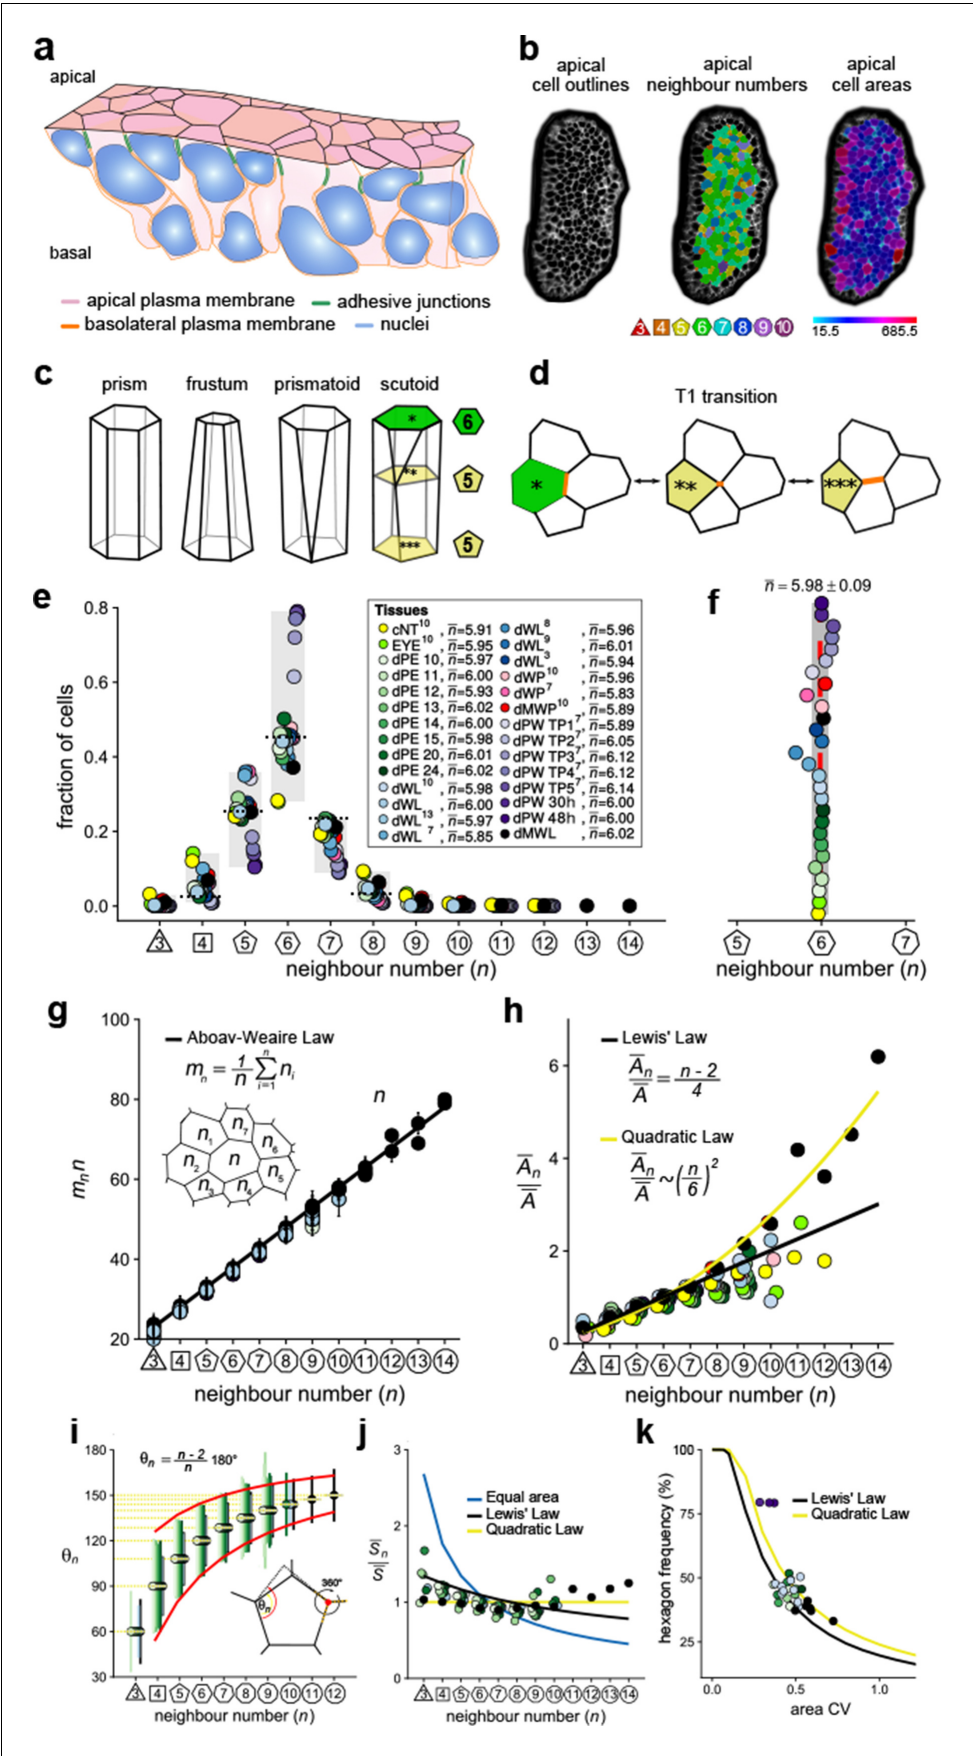 a
apical
basal
apical plasma membrane
adhesive junctions
basolateral plasma membrane
nuclei
b
apical cell outlines
apical neighbour numbers
apical cell areas
3 4 5 6 7 8 9 10
15.5 685.5
c
prism frustum prismatoid scutoid
* 6
** 5
*** 5
d
T1 transition
* ** ***
e
fraction of cells
0.8
0.6
0.4
0.2
0.0
Tissues
cNT¹⁰, n̅=5.91
EYE¹⁰, n̅=5.95
dPE 10, n̅=5.97
dPE 11, n̅=6.00
dPE 12, n̅=5.93
dPE 13, n̅=6.02
dPE 14, n̅=6.00
dPE 15, n̅=5.98
dPE 20, n̅=6.01
dPE 24, n̅=6.02
dWL¹⁰, n̅=5.98
dWL, n̅=6.00
dWL¹³, n̅=5.97
dWL⁷, n̅=5.85
dWL⁸, n̅=5.96
dWL⁹, n̅=6.01
dWL³, n̅=5.94
dWP¹⁰, n̅=5.96
dWP⁷, n̅=5.83
dMWP¹⁰, n̅=5.89
dPW TP1⁷, n̅=5.89
dPW TP2⁷, n̅=6.05
dPW TP3⁷, n̅=6.12
dPW TP4⁷, n̅=6.12
dPW TP5⁷, n̅=6.14
dPW 30h, n̅=6.00
dPW 48h, n̅=6.00
dMWL, n̅=6.02
3 4 5 6 7 8 9 10 11 12 13 14
neighbour number (n)
f
n̅ = 5.98 ± 0.09
5 6 7
neighbour number (n)
g
100
80
60
40
20
mₙn
Aboav-Weaire Law
mₙ = 1/n Σⁿᵢ₌₁ nᵢ
n
n₁ n₂ n₃ n₄ n₅ n₆ n₇ n
3 4 5 6 7 8 9 10 11 12 13 14
neighbour number (n)
h
6
4
2
0
A̅ₙ/A̅
Lewis' Law
A̅ₙ/A̅ = n - 2/4
Quadratic Law
A̅ₙ/A̅ ~ (n/6)²
3 4 5 6 7 8 9 10 11 12 13 14
neighbour number (n)
i
θₙ = n - 2/n 180°
180
150
120
90
60
30
θₙ
θₙ
360°
3 4 5 6 7 8 9 10 11 12
neighbour number (n)
j
3
2
1
0
S̅ₙ/S̅
Equal area
Lewis' Law
Quadratic Law
3 4 5 6 7 8 9 10 11 12 13 14
neighbour number (n)
k
hexagon frequency (%)
100
75
50
25
Lewis' Law
Quadratic Law
0.0 0.5 1.0
area CV